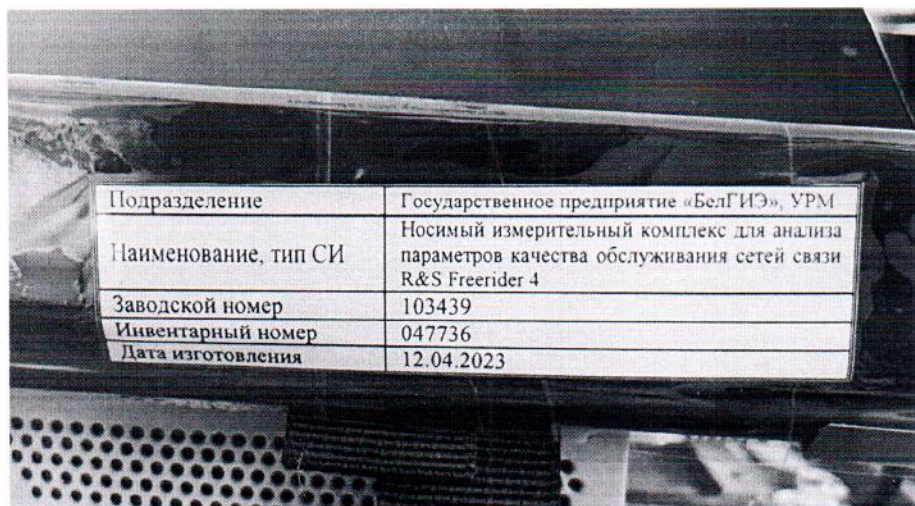 Подразделение
Государственное предприятие «БелГИЭ», УРМ
Наименование, тип СИ
Носимый измерительный комплекс для анализа
параметров качества обслуживания сетей связи
R&S Freerider 4
Заводской номер
103439
Инвентарный номер
047736
Дата изготовления
12.04.2023